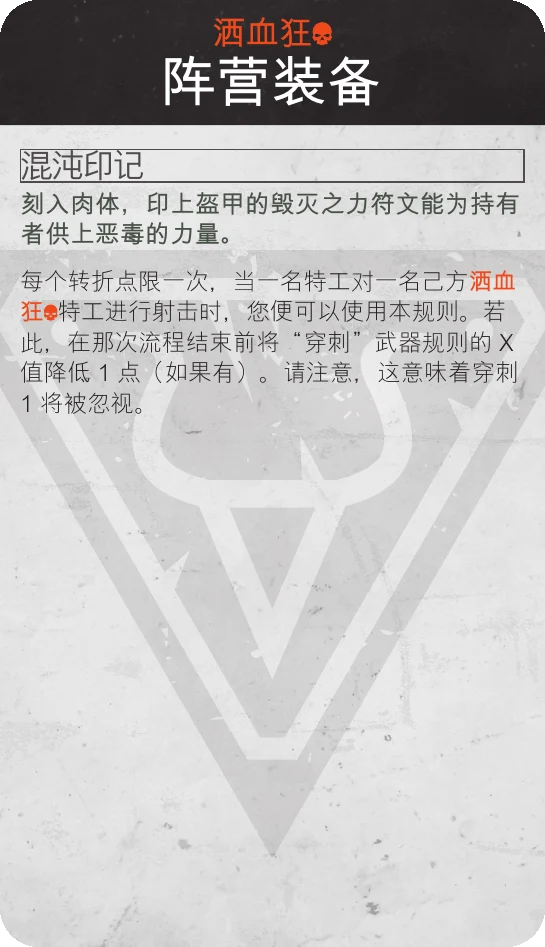 洒血狂
阵营装备
混沌印记
刻入肉体，印上盔甲的毁灭之力符文能为持有
者供上恶毒的力量。
每个转折点限一次，当一名特工对一名己方洒血
狂特工进行射击时，您便可以使用本规则。若
此，在那次流程结束前将“穿刺”武器规则的 X
值降低 1 点（如果有）。请注意，这意味着穿刺
1 将被忽视。